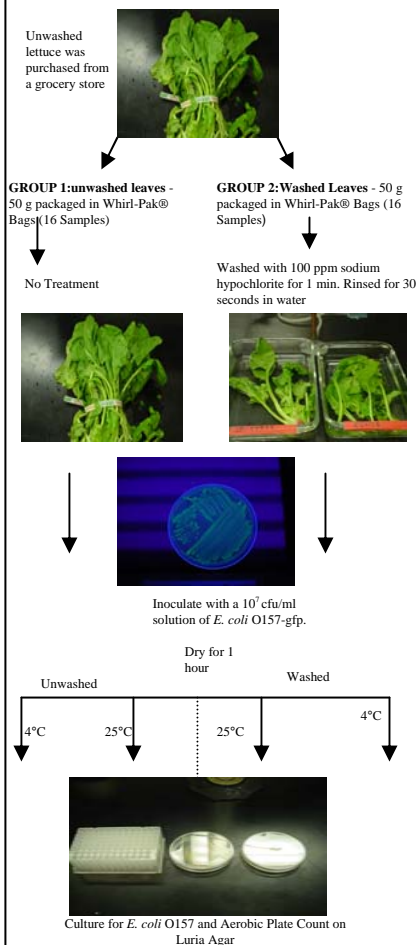 Unwashed
lettuce was
purchased from
a grocery store
GROUP 1:unwashed leaves -
50 g packaged in Whirl-Pak®
Bags (16 Samples)
GROUP 2:Washed Leaves - 50 g
packaged in Whirl-Pak® Bags (16
Samples)
No Treatment
Washed with 100 ppm sodium
hypochlorite for 1 min. Rinsed for 30
seconds in water
Inoculate with a 10⁷ cfu/ml
solution of E. coli O157-gfp.
Dry for 1
hour
Unwashed
Washed
4°C
25°C
25°C
4°C
Culture for E. coli O157 and Aerobic Plate Count on
Luria Agar